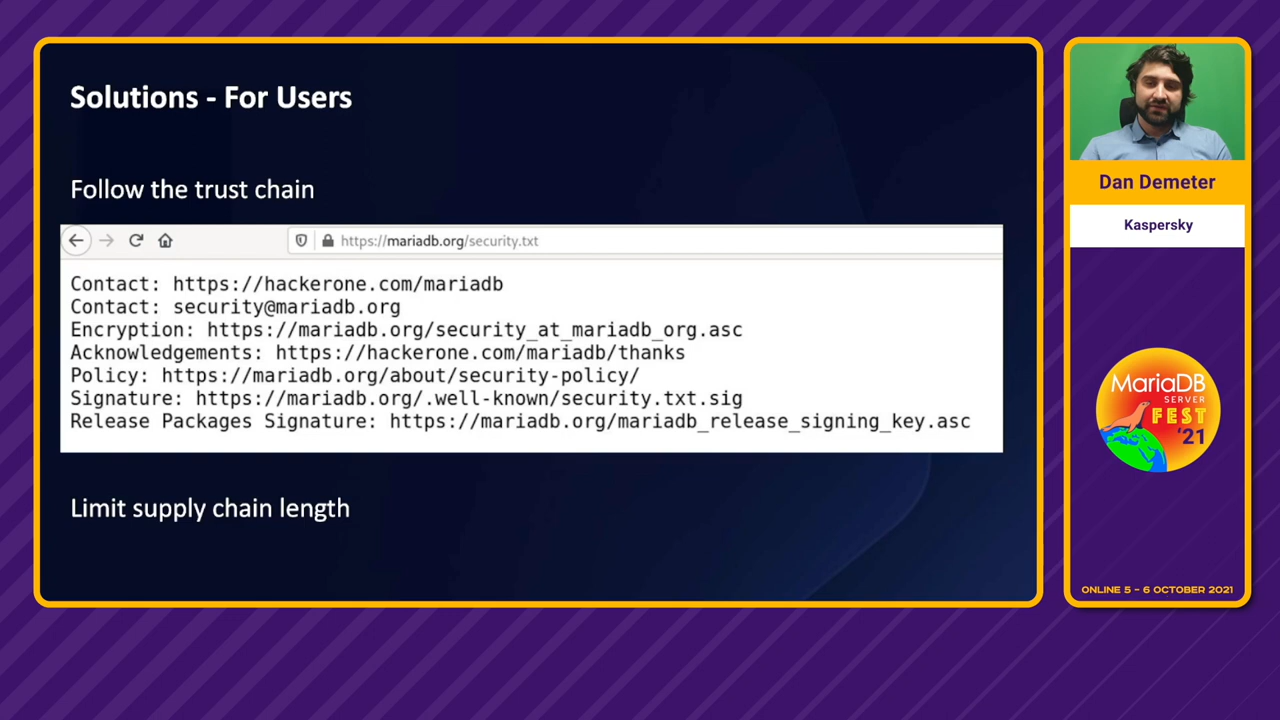 Solutions - For Users
Follow the trust chain
https://mariadb.org/security.txt
Contact: https://hackerone.com/mariadb
Contact: security@mariadb.org
Encryption: https://mariadb.org/security_at_mariadb_org.asc
Acknowledgements: https://hackerone.com/mariadb/thanks
Policy: https://mariadb.org/about/security-policy/
Signature: https://mariadb.org/.well-known/security.txt.sig
Release Packages Signature: https://mariadb.org/mariadb_release_signing_key.asc
Limit supply chain length
Dan Demeter
Kaspersky
MariaDB
SERVER
FEST
'21
ONLINE 5 – 6 OCTOBER 2021